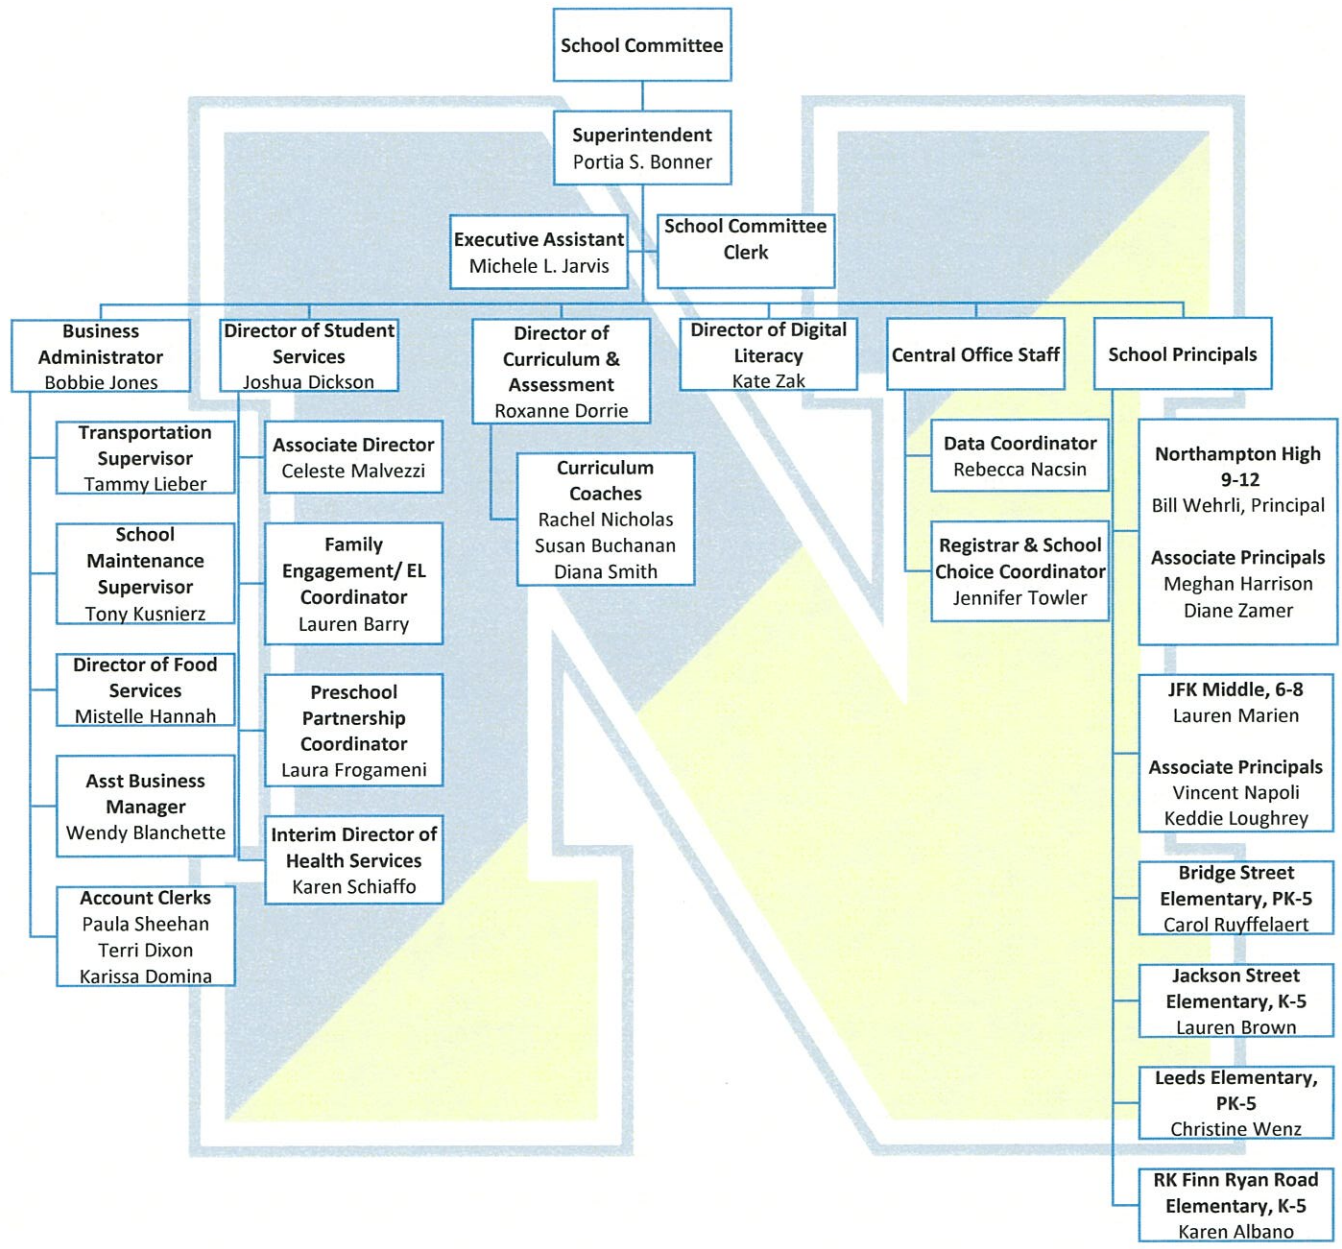 School Committee
Superintendent
Portia S. Bonner
Executive Assistant
Michele L. Jarvis
School Committee
Clerk
Business
Administrator
Bobbie Jones
Transportation
Supervisor
Tammy Lieber
School
Maintenance
Supervisor
Tony Kusnierz
Director of Food
Services
Mistelle Hannah
Asst Business
Manager
Wendy Blanchette
Account Clerks
Paula Sheehan
Terri Dixon
Karissa Domina
Director of Student
Services
Joshua Dickson
Associate Director
Celeste Malvezzi
Family
Engagement/ EL
Coordinator
Lauren Barry
Preschool
Partnership
Coordinator
Laura Frogameni
Interim Director of
Health Services
Karen Schiaffo
Director of
Curriculum &
Assessment
Roxanne Dorrie
Curriculum
Coaches
Rachel Nicholas
Susan Buchanan
Diana Smith
Director of Digital
Literacy
Kate Zak
Central Office Staff
Data Coordinator
Rebecca Nacsin
Registrar & School
Choice Coordinator
Jennifer Towler
School Principals
Northampton High
9-12
Bill Wehrli, Principal
Associate Principals
Meghan Harrison
Diane Zamer
JFK Middle, 6-8
Lauren Marien
Associate Principals
Vincent Napoli
Keddie Loughrey
Bridge Street
Elementary, PK-5
Carol Ruyffelaert
Jackson Street
Elementary, K-5
Lauren Brown
Leeds Elementary,
PK-5
Christine Wenz
RK Finn Ryan Road
Elementary, K-5
Karen Albano
N